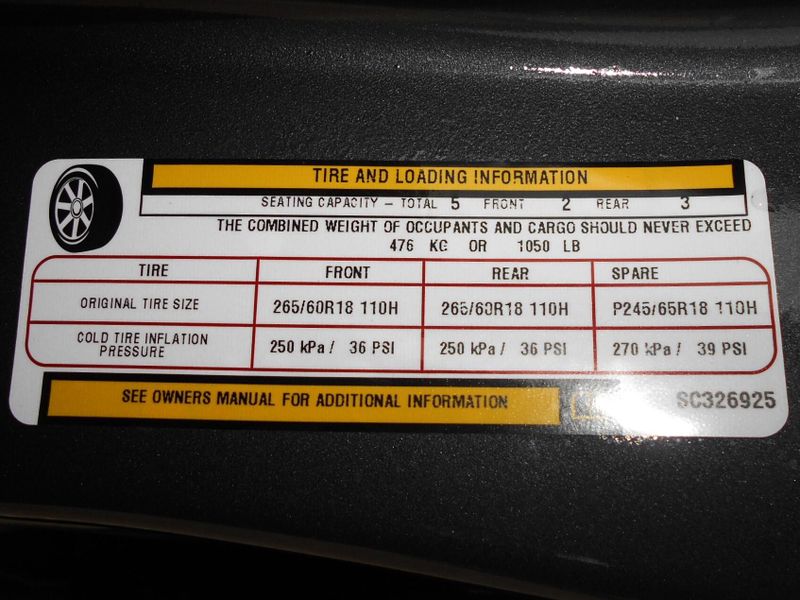 TIRE AND LOADING INFORMATION
SEATING CAPACITY – TOTAL 5 FRONT 2 REAR 3
THE COMBINED WEIGHT OF OCCUPANTS AND CARGO SHOULD NEVER EXCEED
476 KG OR 1050 LB
TIRE FRONT REAR SPARE
ORIGINAL TIRE SIZE 265/60R18 110H 265/60R18 110H P245/65R18 110H
COLD TIRE INFLATION
PRESSURE 250 kPa / 36 PSI 250 kPa / 36 PSI 270 kPa / 39 PSI
SEE OWNERS MANUAL FOR ADDITIONAL INFORMATION SC326925